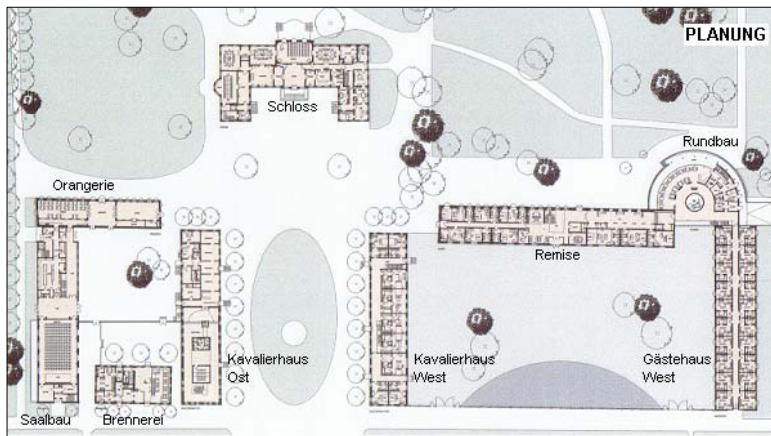 PLANUNG
Schloss
Rundbau
Orangerie
Remise
Kavalierhaus
Ost
Kavalierhaus
West
Gästehaus
West
Saalbau
Brennerei